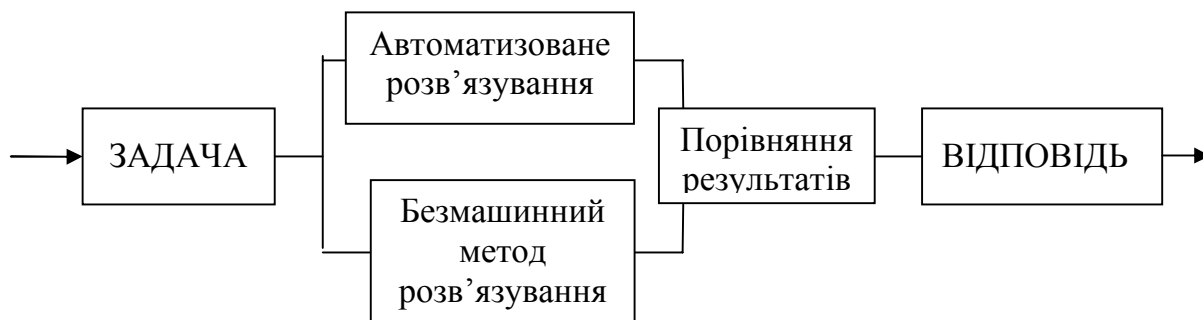 ЗАДАЧА
Автоматизоване
розв’язування
Безмашинний
метод
розв’язування
Порівняння
результатів
ВІДПОВІДЬ